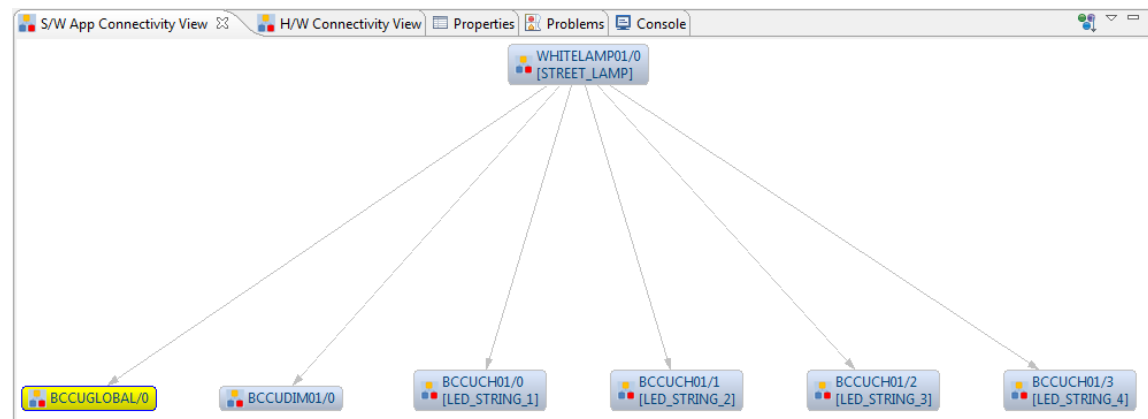 S/W App Connectivity View
H/W Connectivity View
Properties
Problems
Console
WHITELAMP01/0
[STREET_LAMP]
BCCUGLOBAL/0
BCCUDIM01/0
BCCUCH01/0
[LED_STRING_1]
BCCUCH01/1
[LED_STRING_2]
BCCUCH01/2
[LED_STRING_3]
BCCUCH01/3
[LED_STRING_4]